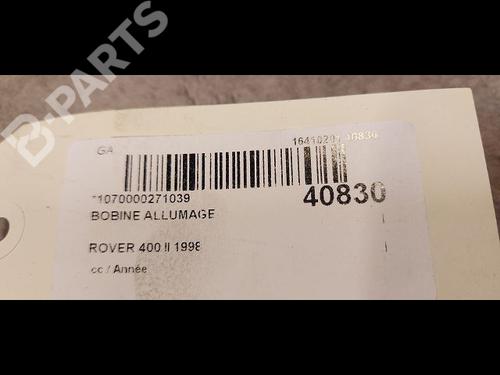 B-PARTS
GA
*1070000271039
BOBINE ALLUMAGE
40830
ROVER 400 II 1998
cc / Année